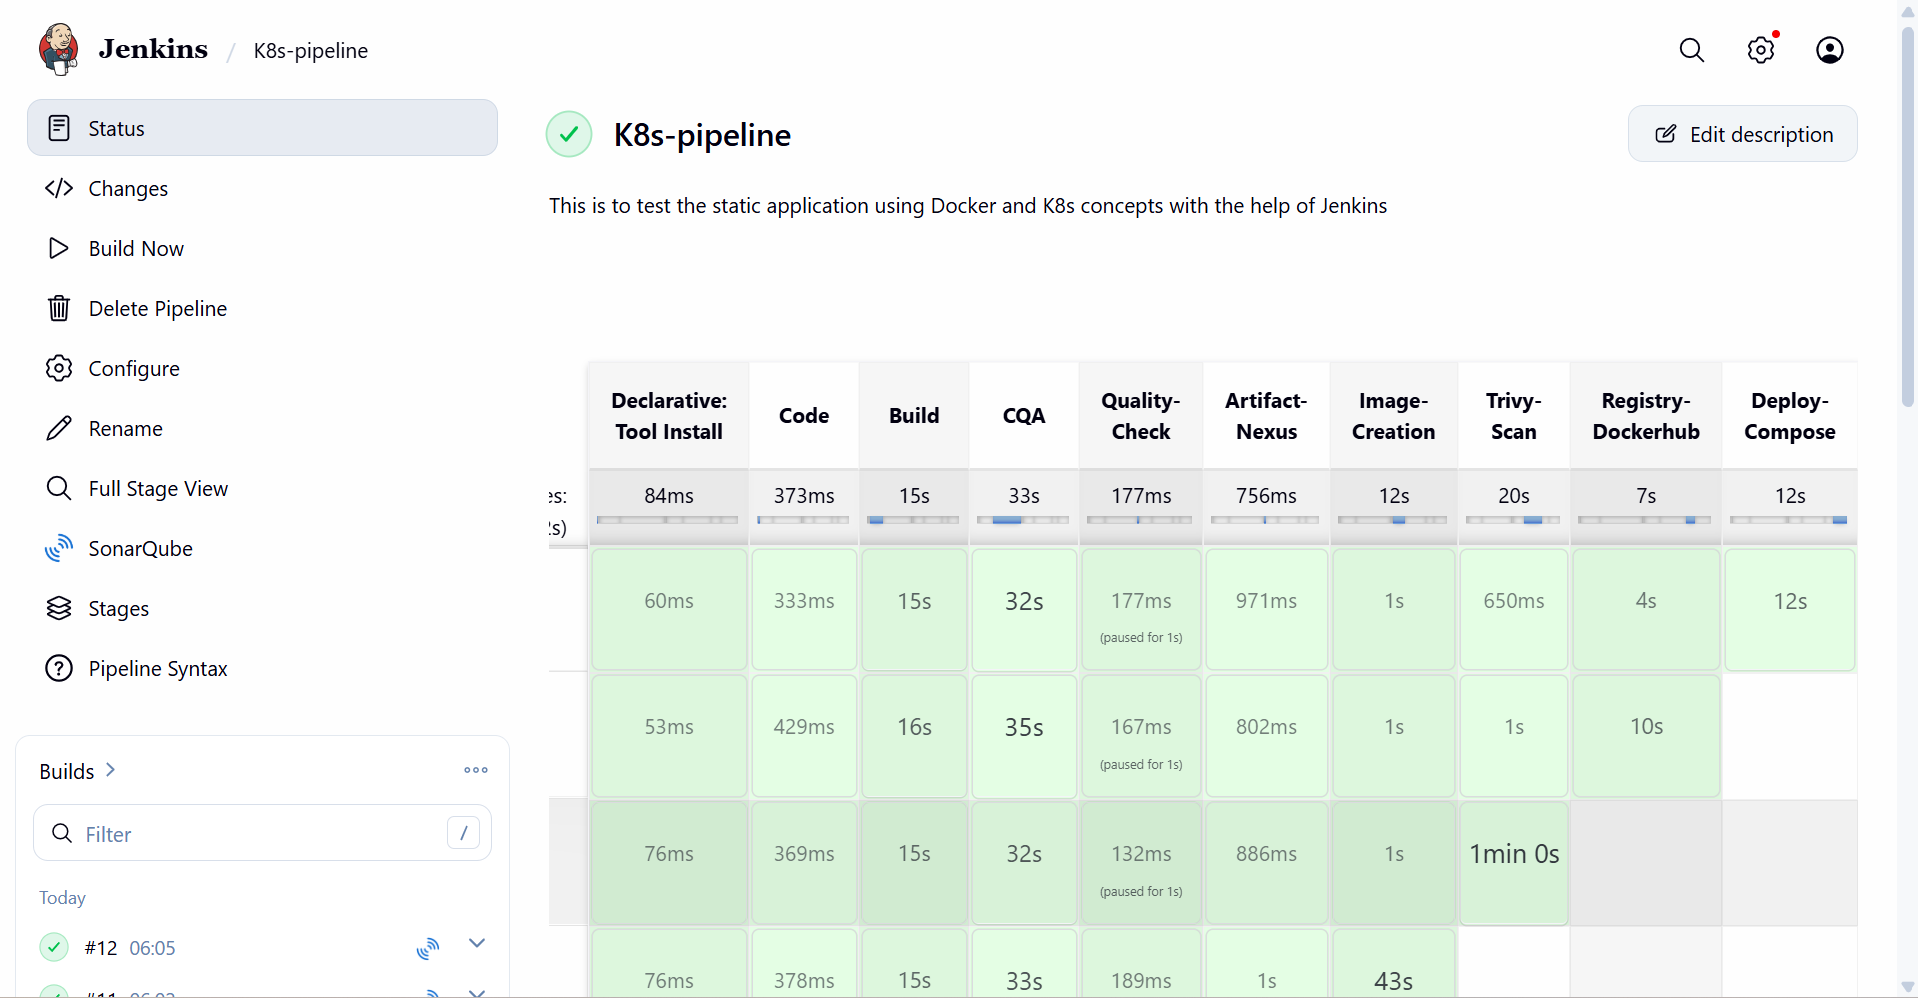 Jenkins / K8s-pipeline
Status
Changes
Build Now
Delete Pipeline
Configure
Rename
Full Stage View
SonarQube
Stages
Pipeline Syntax
Builds
Filter /
Today
#12 06:05
K8s-pipeline
Edit description
This is to test the static application using Docker and K8s concepts with the help of Jenkins
Declarative: Tool Install Code Build CQA Quality-Check Artifact-Nexus Image-Creation Trivy-Scan Registry-Dockerhub Deploy-Compose
es: 84ms 373ms 15s 33s 177ms 756ms 12s 20s 7s 12s
s)
60ms 333ms 15s 32s 177ms 971ms 1s 650ms 4s 12s
(paused for 1s)
53ms 429ms 16s 35s 167ms 802ms 1s 1s 10s
(paused for 1s)
76ms 369ms 15s 32s 132ms 886ms 1s 1min 0s
(paused for 1s)
76ms 378ms 15s 33s 189ms 1s 43s